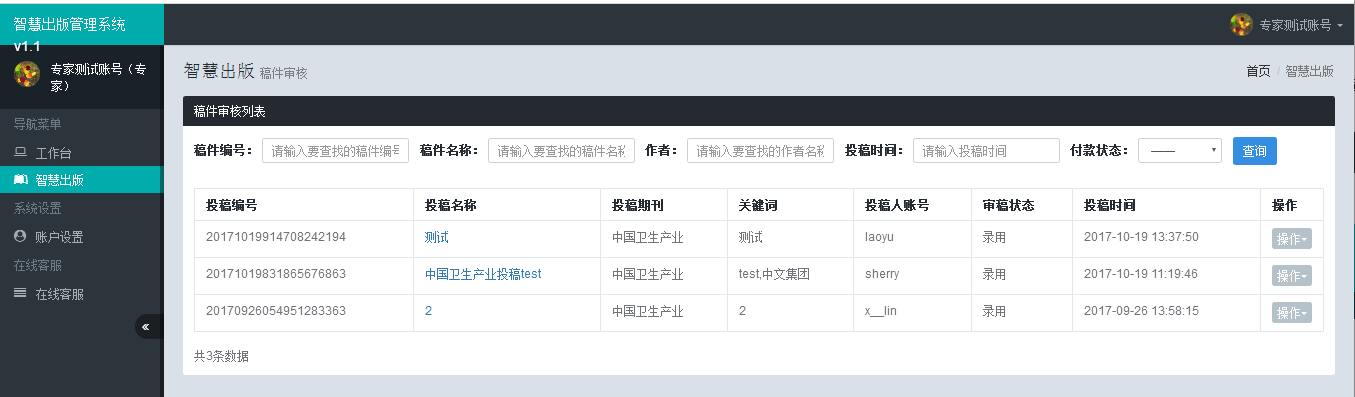 智慧出版管理系统
v1.1
专家测试账号
专家测试账号（专
家）
导航菜单
工作台
智慧出版
系统设置
账户设置
在线客服
在线客服
智慧出版 稿件审核
首页 / 智慧出版
稿件审核列表
稿件编号： 请输入要查找的稿件编号 稿件名称： 请输入要查找的稿件名称 作者： 请输入要查找的作者名称 投稿时间： 请输入投稿时间 付款状态： —— 查询
投稿编号 投稿名称 投稿期刊 关键词 投稿人账号 审稿状态 投稿时间 操作
20171019914708242194 测试 中国卫生产业 测试 laoyu 录用 2017-10-19 13:37:50 操作
20171019831865676863 中国卫生产业投稿test 中国卫生产业 test,中文集团 sherry 录用 2017-10-19 11:19:46 操作
20170926054951283363 2 中国卫生产业 2 x__lin 录用 2017-09-26 13:58:15 操作
共3条数据